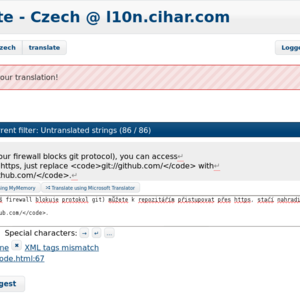 te - Czech @ l10n.cihar.com
zech translate Logge
our translation!
rent filter: Untranslated strings (86 / 86)
our firewall blocks git protocol), you can access↵
https, just replace <code>git://github.com/</code> with
thub.com/</code>.↵
ing MyMemory Translate using Microsoft Translator
š firewall blokuje protokol git) můžete k repozitářím přistupovat přes https, stačí nahradi
ub.com/</code>.
Special characters: → ↵ …
ne XML tags mismatch
ode.html:67
gest